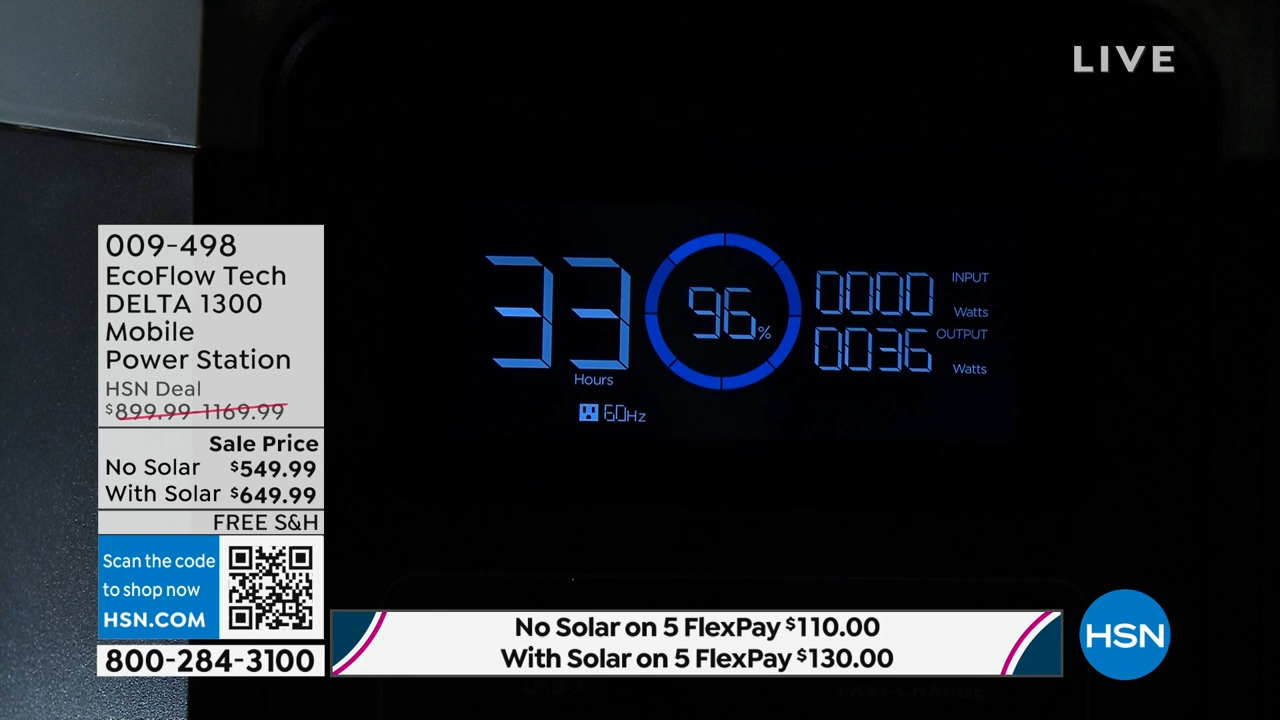 LIVE
009-498
EcoFlow Tech
DELTA 1300
Mobile
Power Station
HSN Deal
$899.99-1169.99
Sale Price
No Solar $549.99
With Solar $649.99
FREE S&H
Scan the code
to shop now
HSN.COM
800-284-3100
33
Hours
60Hz
96%
0000
INPUT
Watts
0036
OUTPUT
Watts
No Solar on 5 FlexPay $110.00
With Solar on 5 FlexPay $130.00
HSN